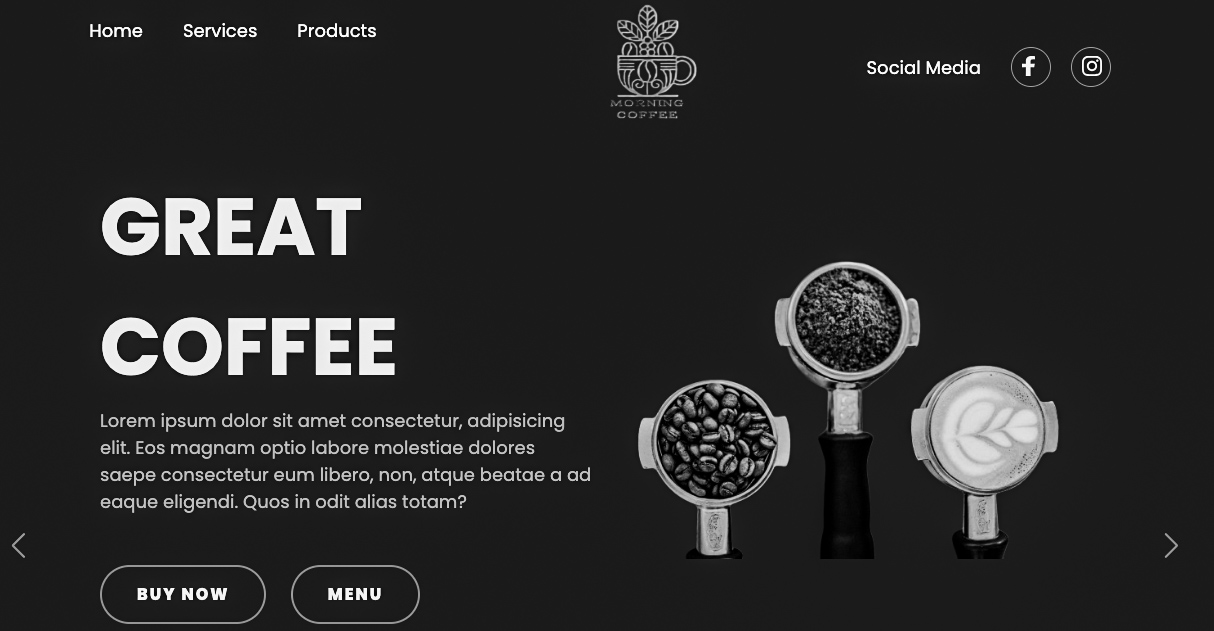 Home Services Products
MORNING
COFFEE
Social Media
GREAT
COFFEE
Lorem ipsum dolor sit amet consectetur, adipisicing
elit. Eos magnam optio labore molestiae dolores
saepe consectetur eum libero, non, atque beatae a ad
eaque eligendi. Quos in odit alias totam?
BUY NOW MENU